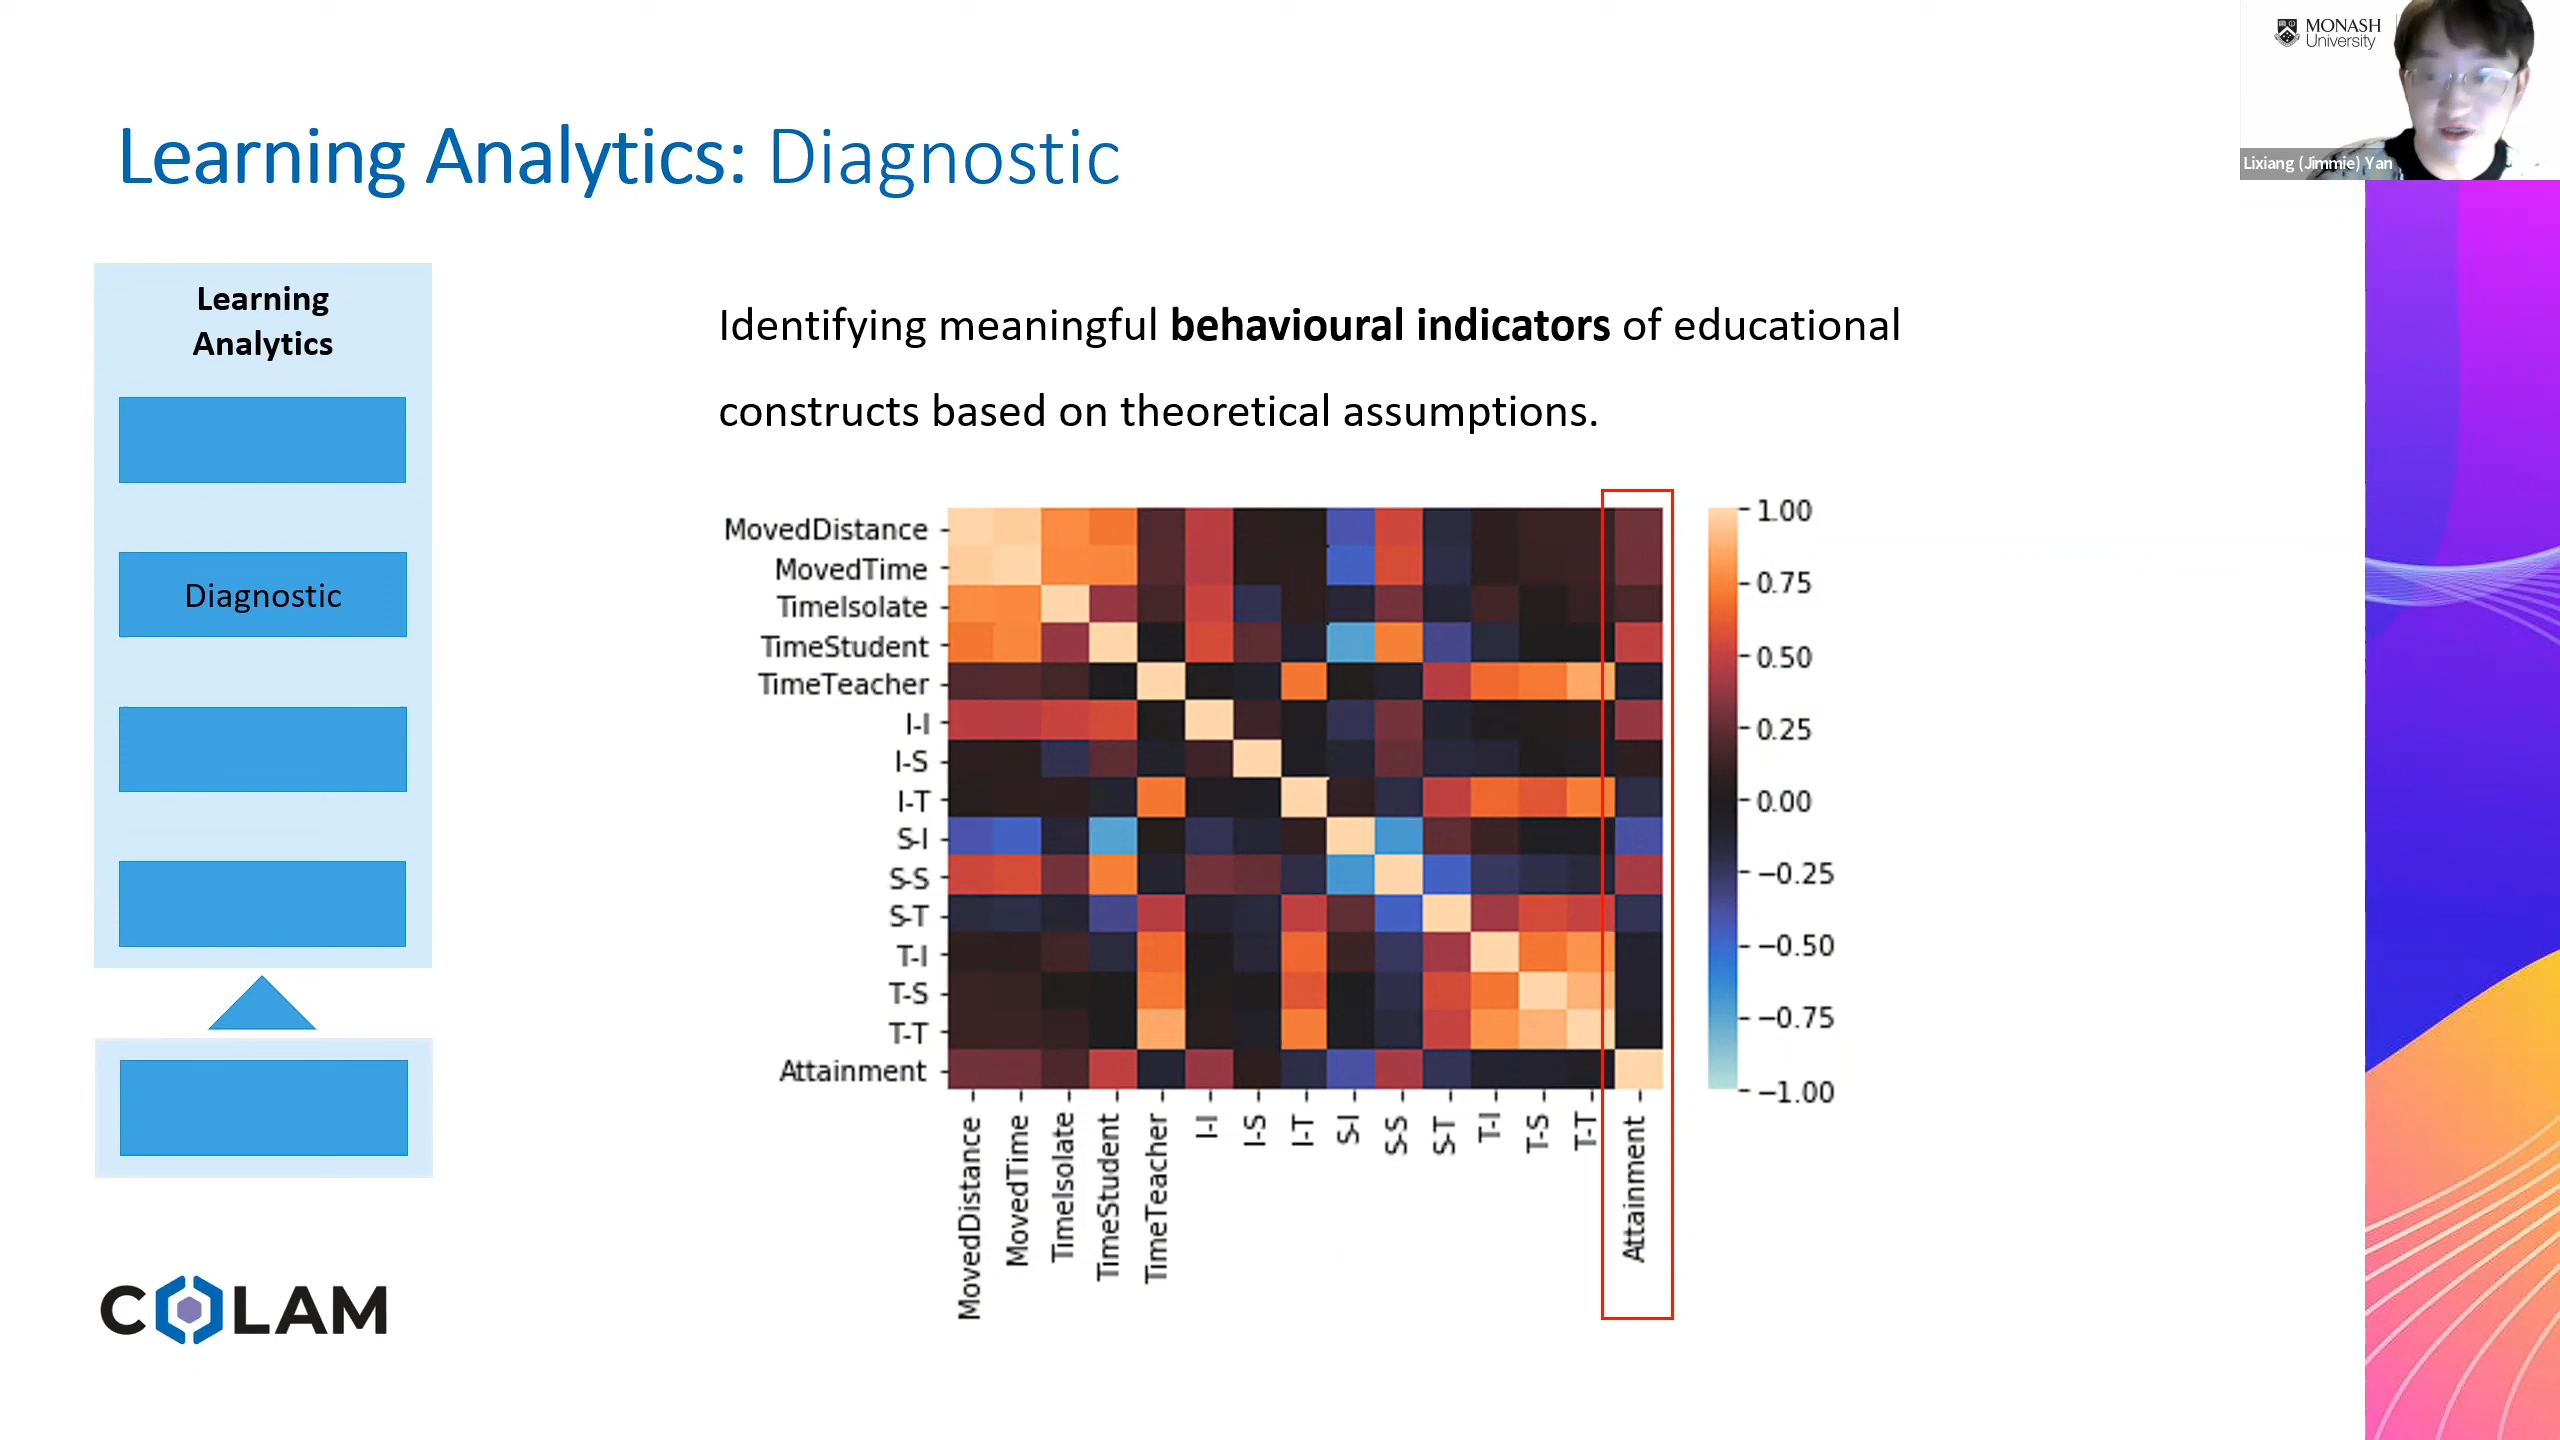 MONASH
University
Lixiang (Jimmie) Yan
Learning Analytics: Diagnostic
Learning
Analytics
Diagnostic
Identifying meaningful behavioural indicators of educational
constructs based on theoretical assumptions.
MovedDistance
MovedTime
TimeIsolate
TimeStudent
TimeTeacher
I-I
I-S
I-T
S-I
S-S
S-T
T-I
T-S
T-T
Attainment
MovedDistance
MovedTime
TimeIsolate
TimeStudent
TimeTeacher
I-I
I-S
I-T
S-I
S-S
S-T
T-I
T-S
T-T
Attainment
1.00
0.75
0.50
0.25
0.00
−0.25
−0.50
−0.75
−1.00
COLAM